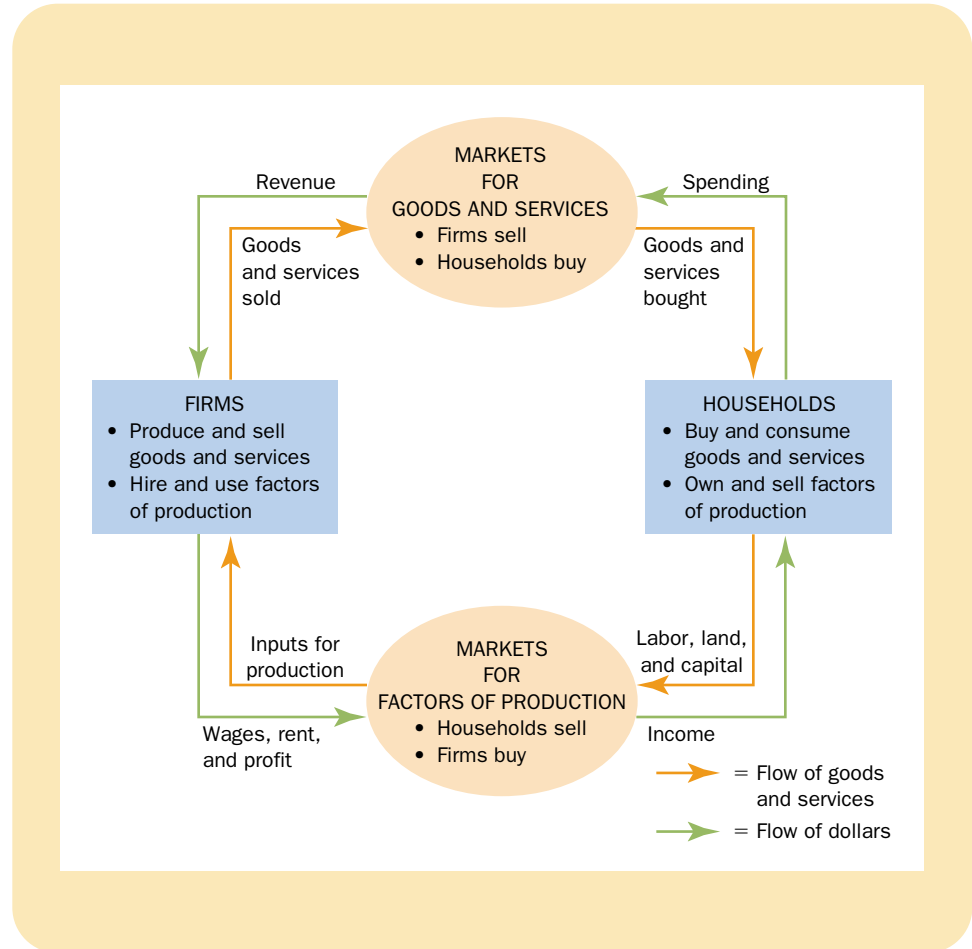 MARKETS
FOR
GOODS AND SERVICES
• Firms sell
• Households buy
Revenue
Spending
Goods
and services
sold
Goods and
services
bought
FIRMS
• Produce and sell
goods and services
• Hire and use factors
of production
HOUSEHOLDS
• Buy and consume
goods and services
• Own and sell factors
of production
Inputs for
production
Labor, land,
and capital
MARKETS
FOR
FACTORS OF PRODUCTION
• Households sell
• Firms buy
Wages, rent,
and profit
Income
= Flow of goods
and services
= Flow of dollars